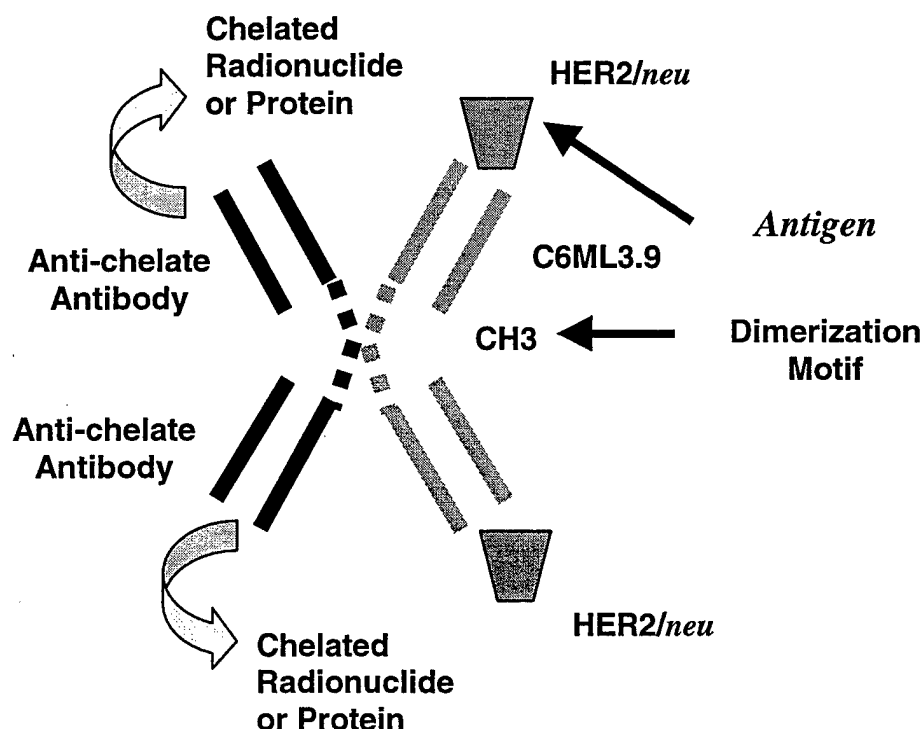 Chelated
Radionuclide
or Protein
HER2/neu
Antigen
C6ML3.9
Anti-chelate
Antibody
CH3
Dimerization
Motif
Anti-chelate
Antibody
HER2/neu
Chelated
Radionuclide
or Protein